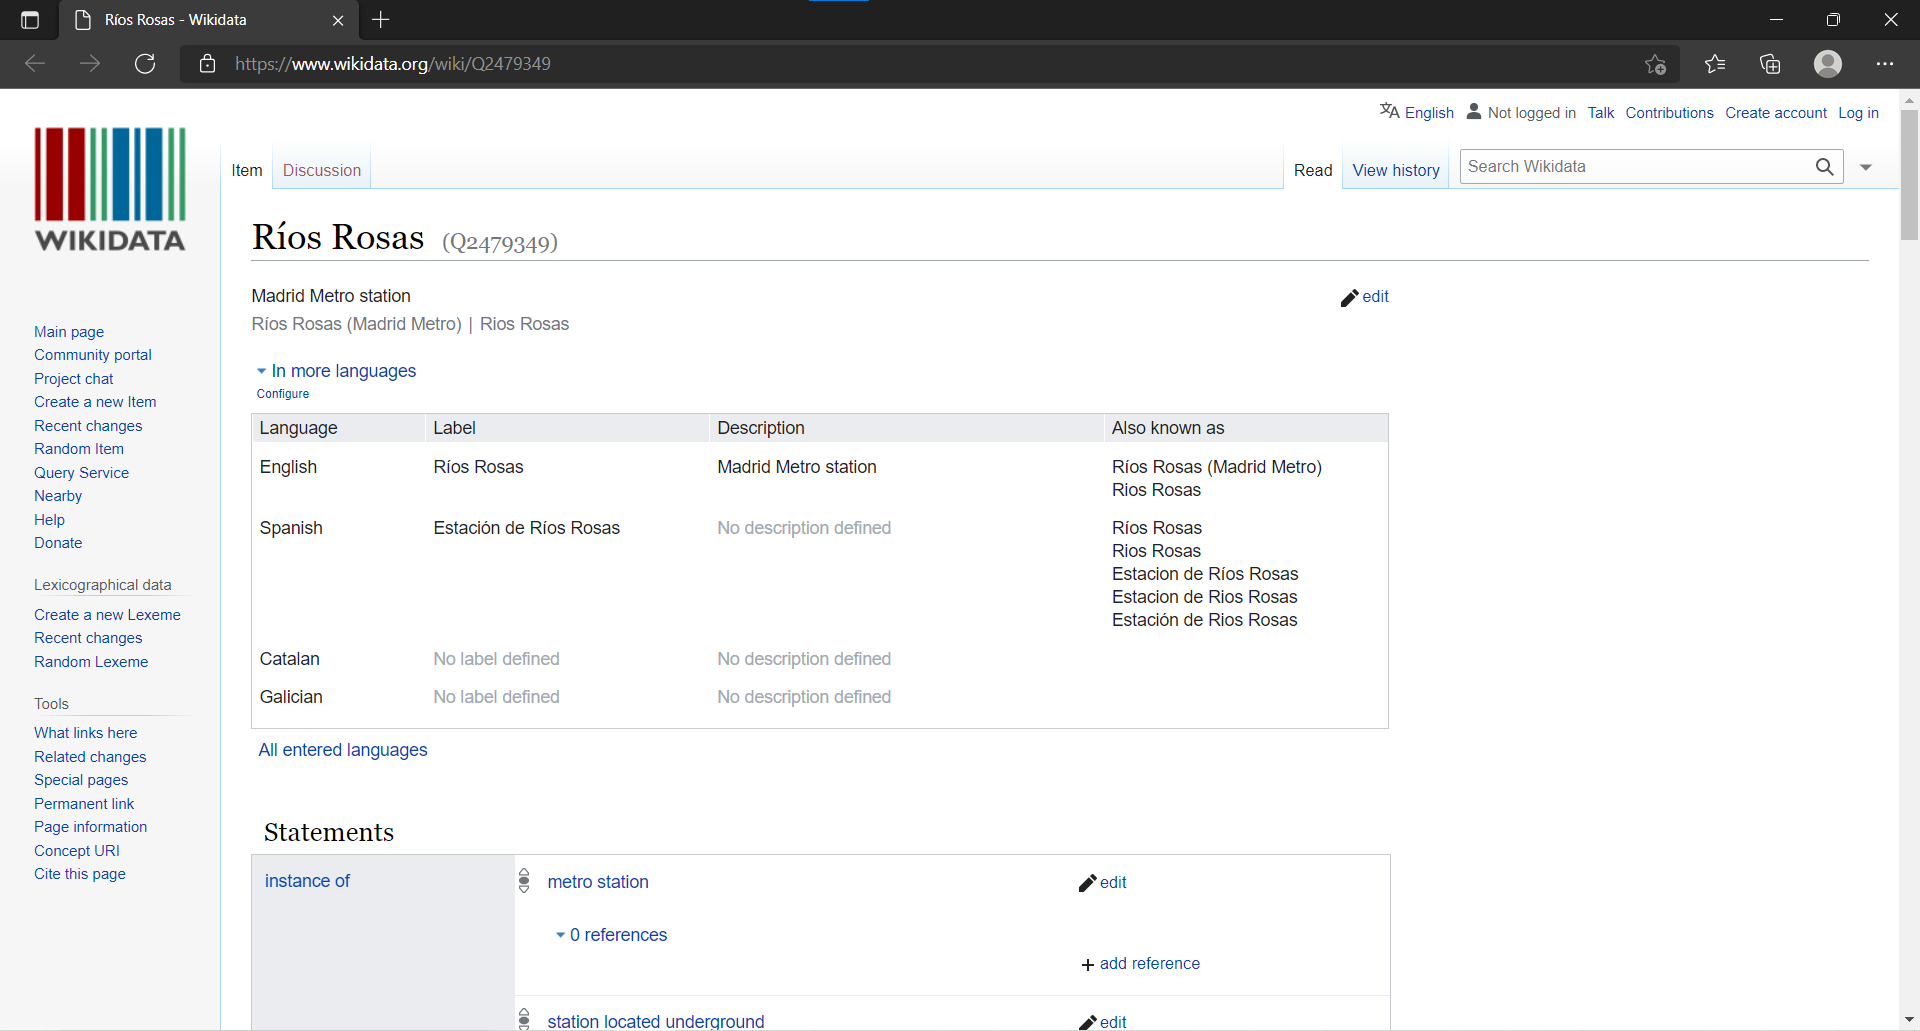 Ríos Rosas - Wikidata
https://www.wikidata.org/wiki/Q2479349
English Not logged in Talk Contributions Create account Log in
Item Discussion Read View history Search Wikidata
WIKIDATA
Ríos Rosas (Q2479349)
Madrid Metro station edit
Ríos Rosas (Madrid Metro) | Rios Rosas
In more languages
Configure
Language Label Description Also known as
English Ríos Rosas Madrid Metro station Ríos Rosas (Madrid Metro)
Rios Rosas
Spanish Estación de Ríos Rosas No description defined Ríos Rosas
Rios Rosas
Estacion de Ríos Rosas
Estacion de Rios Rosas
Estación de Rios Rosas
Catalan No label defined No description defined
Galician No label defined No description defined
All entered languages
Statements
instance of metro station edit
0 references
add reference
station located underground edit
Main page
Community portal
Project chat
Create a new Item
Recent changes
Random Item
Query Service
Nearby
Help
Donate
Lexicographical data
Create a new Lexeme
Recent changes
Random Lexeme
Tools
What links here
Related changes
Special pages
Permanent link
Page information
Concept URI
Cite this page